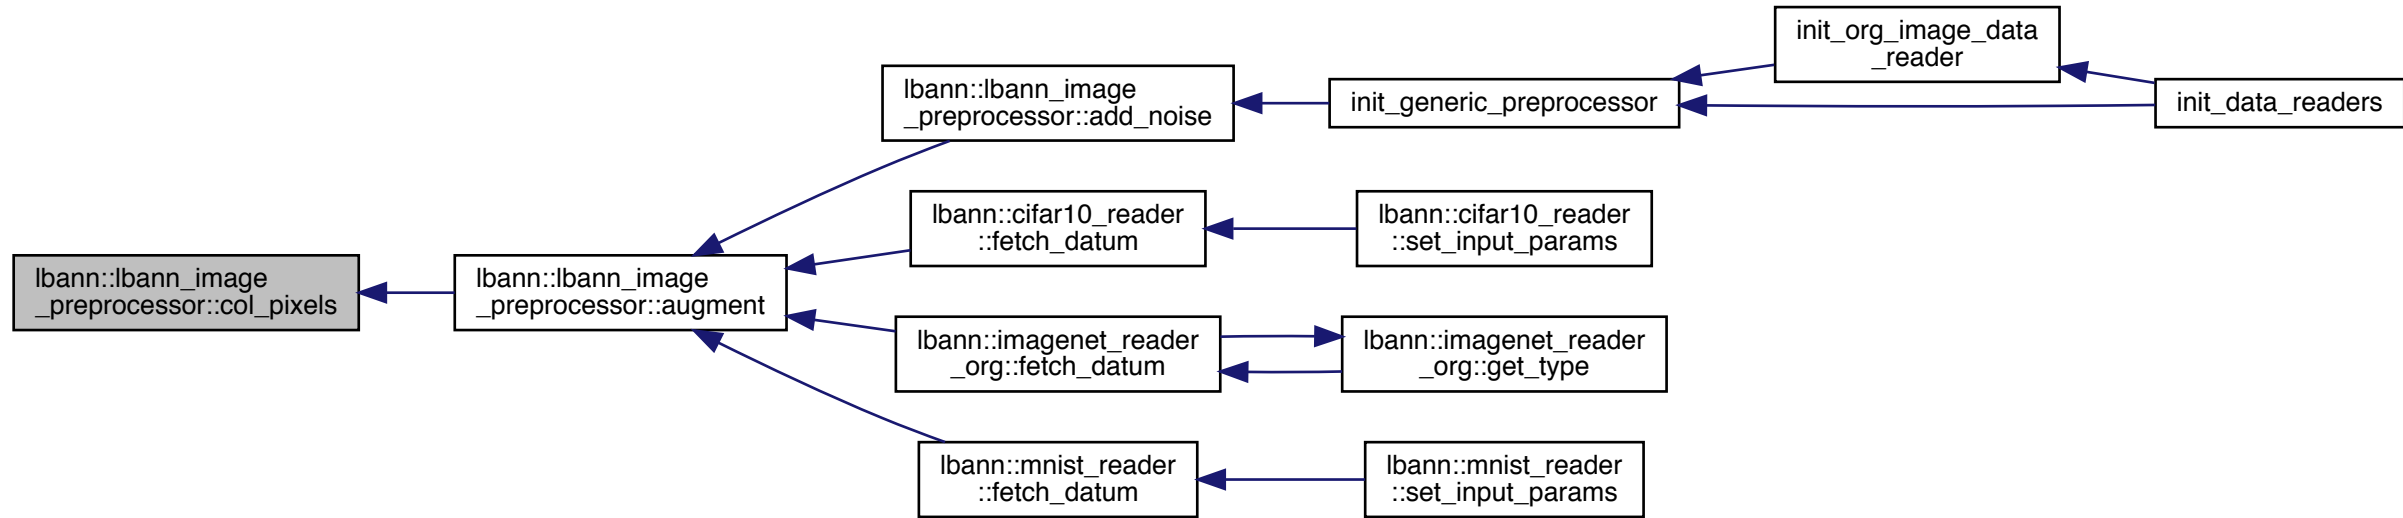 init_org_image_data
_reader
lbann::lbann_image
_preprocessor::add_noise
init_generic_preprocessor
init_data_readers
lbann::cifar10_reader
::fetch_datum
lbann::cifar10_reader
::set_input_params
lbann::lbann_image
_preprocessor::col_pixels
lbann::lbann_image
_preprocessor::augment
lbann::imagenet_reader
_org::fetch_datum
lbann::imagenet_reader
_org::get_type
lbann::mnist_reader
::fetch_datum
lbann::mnist_reader
::set_input_params